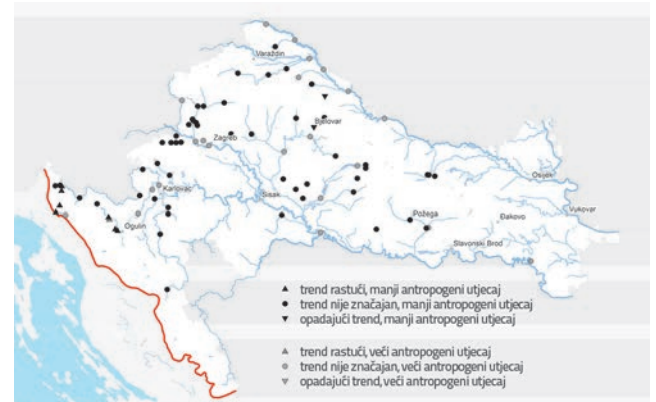 Varaždin
Bjelovar
Zagreb
Karlovac
Sisak
Osijek
Vukovar
Ogulin
Požega
Đakovo
Slavonski Brod
trend rastući, manji antropogeni utjecaj
trend nije značajan, manji antropogeni utjecaj
opadajući trend, manji antropogeni utjecaj
trend rastući, veći antropogeni utjecaj
trend nije značajan, veči antropogeni utjecaj
opadajući trend, veči antropogeni utjecaj